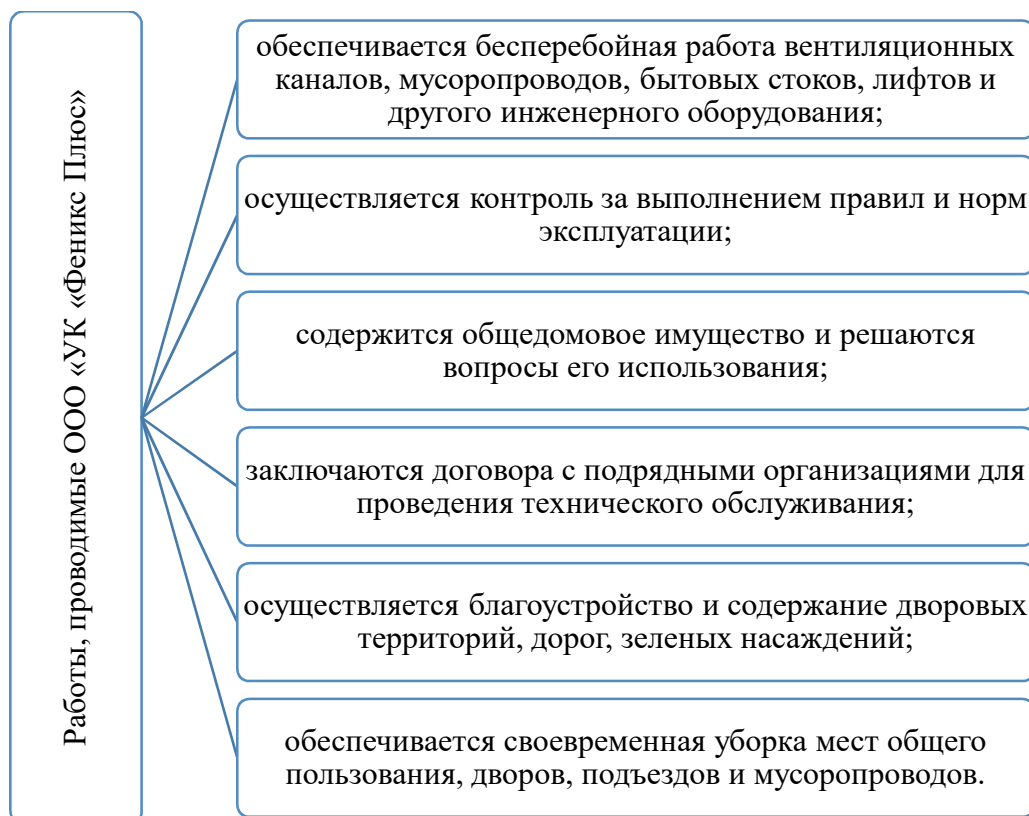 Работы, проводимые ООО «УК «Феникс Плюс»
обеспечивается бесперебойная работа вентиляционных
каналов, мусоропроводов, бытовых стоков, лифтов и
другого инженерного оборудования;
осуществляется контроль за выполнением правил и норм
эксплуатации;
содержится общедомовое имущество и решаются
вопросы его использования;
заключаются договора с подрядными организациями для
проведения технического обслуживания;
осуществляется благоустройство и содержание дворовых
территорий, дорог, зеленых насаждений;
обеспечивается своевременная уборка мест общего
пользования, дворов, подъездов и мусоропроводов.